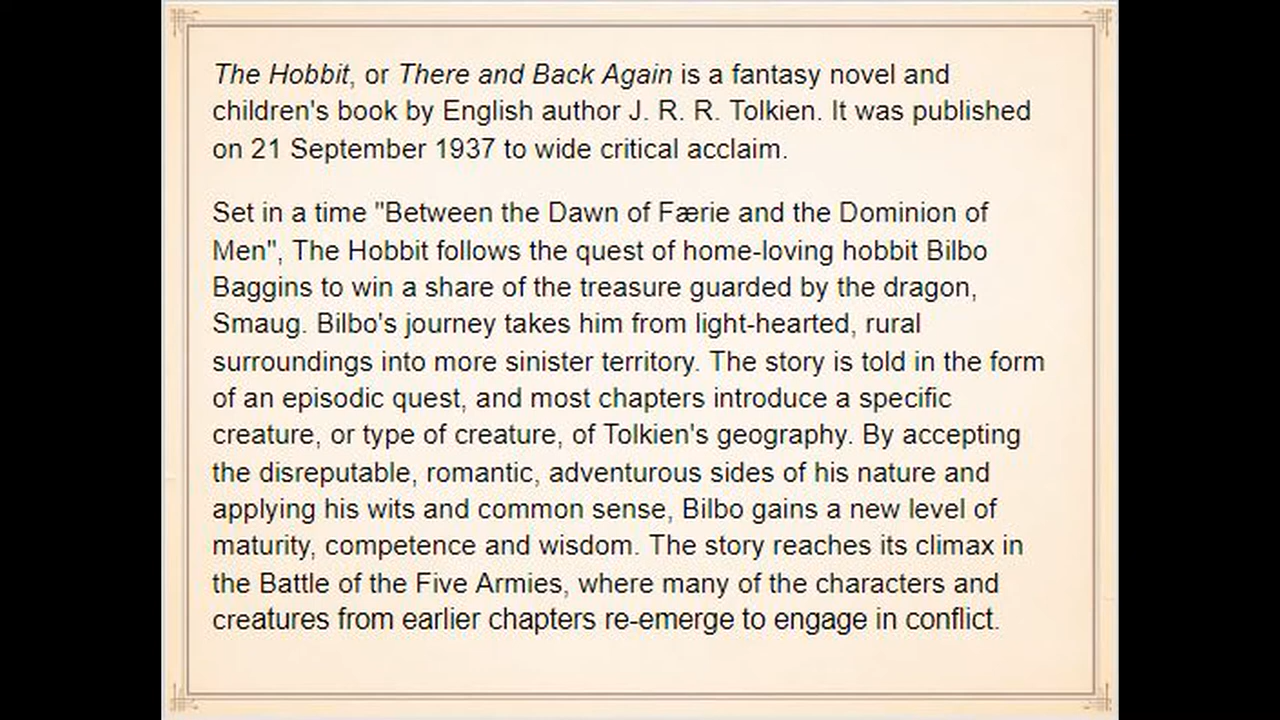 The Hobbit, or There and Back Again is a fantasy novel and
children's book by English author J. R. R. Tolkien. It was published
on 21 September 1937 to wide critical acclaim.
Set in a time "Between the Dawn of Færie and the Dominion of
Men", The Hobbit follows the quest of home-loving hobbit Bilbo
Baggins to win a share of the treasure guarded by the dragon,
Smaug. Bilbo's journey takes him from light-hearted, rural
surroundings into more sinister territory. The story is told in the form
of an episodic quest, and most chapters introduce a specific
creature, or type of creature, of Tolkien's geography. By accepting
the disreputable, romantic, adventurous sides of his nature and
applying his wits and common sense, Bilbo gains a new level of
maturity, competence and wisdom. The story reaches its climax in
the Battle of the Five Armies, where many of the characters and
creatures from earlier chapters re-emerge to engage in conflict.